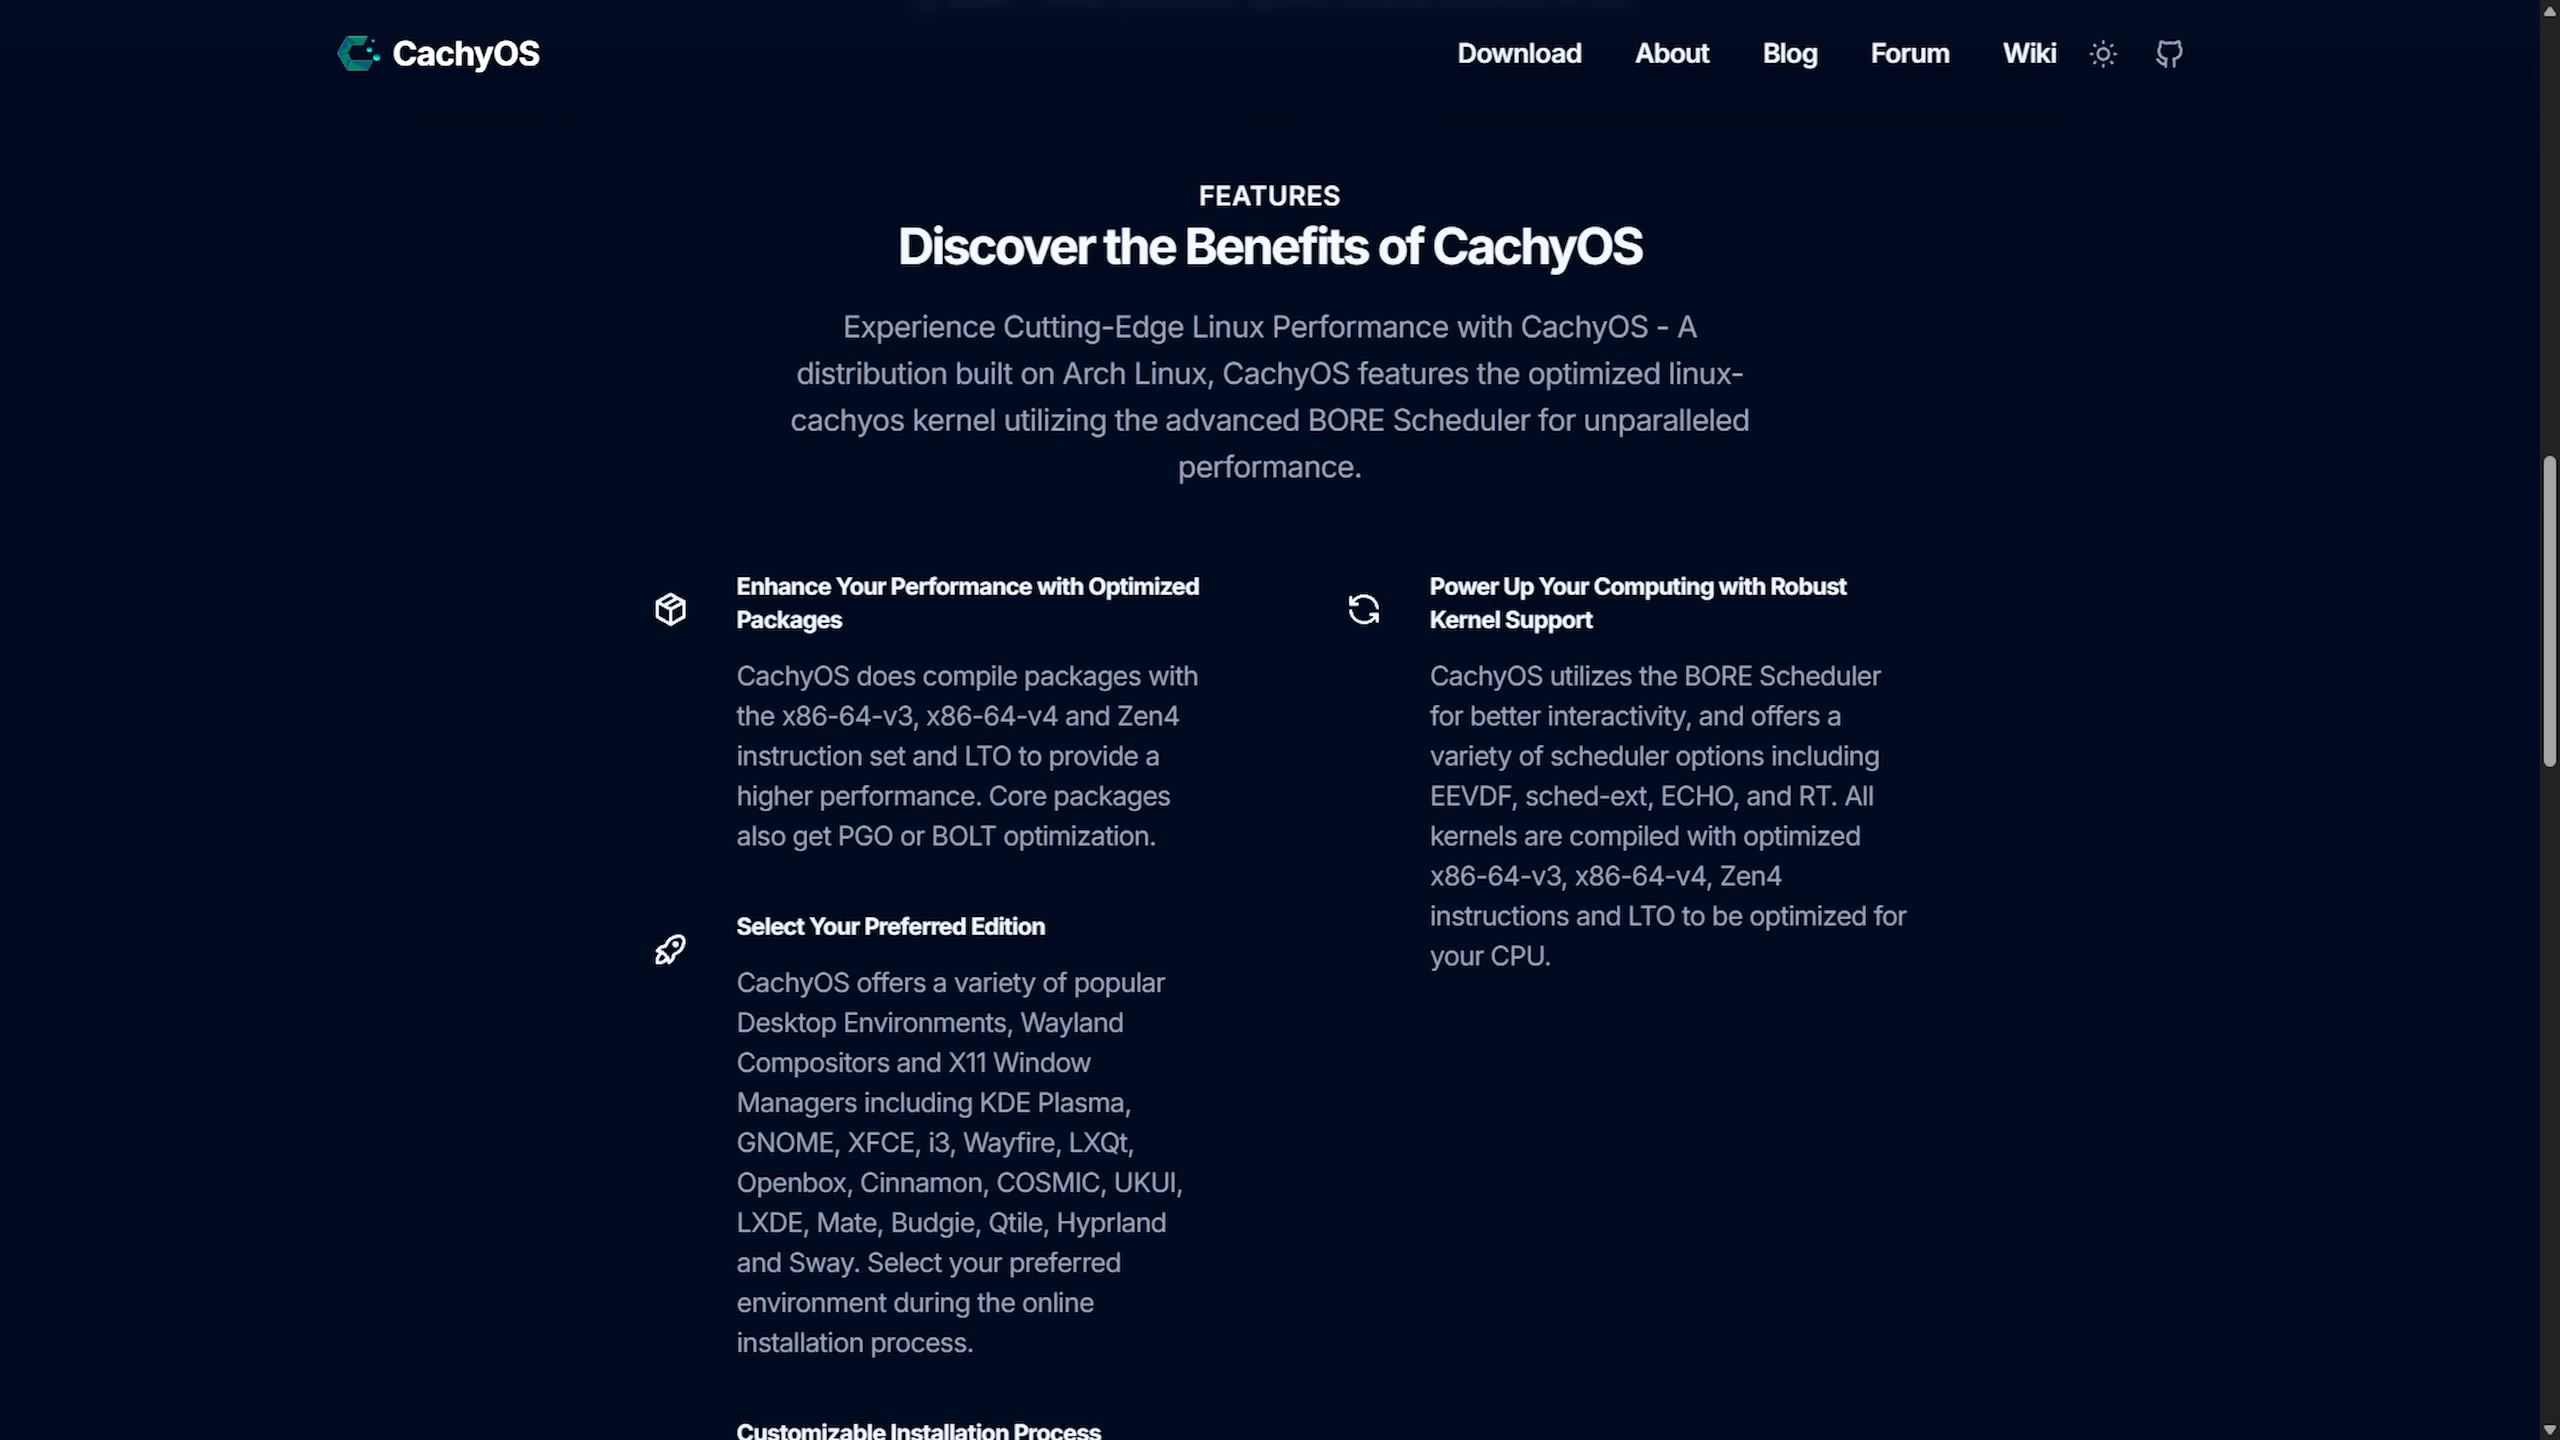 CachyOS
Download
About
Blog
Forum
Wiki
FEATURES
Discover the Benefits of CachyOS
Experience Cutting-Edge Linux Performance with CachyOS - A
distribution built on Arch Linux, CachyOS features the optimized linux-
cachyos kernel utilizing the advanced BORE Scheduler for unparalleled
performance.
Enhance Your Performance with Optimized
Packages
CachyOS does compile packages with
the x86-64-v3, x86-64-v4 and Zen4
instruction set and LTO to provide a
higher performance. Core packages
also get PGO or BOLT optimization.
Power Up Your Computing with Robust
Kernel Support
CachyOS utilizes the BORE Scheduler
for better interactivity, and offers a
variety of scheduler options including
EEVDF, sched-ext, ECHO, and RT. All
kernels are compiled with optimized
x86-64-v3, x86-64-v4, Zen4
instructions and LTO to be optimized for
your CPU.
Select Your Preferred Edition
CachyOS offers a variety of popular
Desktop Environments, Wayland
Compositors and X11 Window
Managers including KDE Plasma,
GNOME, XFCE, i3, Wayfire, LXQt,
Openbox, Cinnamon, COSMIC, UKUI,
LXDE, Mate, Budgie, Qtile, Hyprland
and Sway. Select your preferred
environment during the online
installation process.
Customizable Installation Process